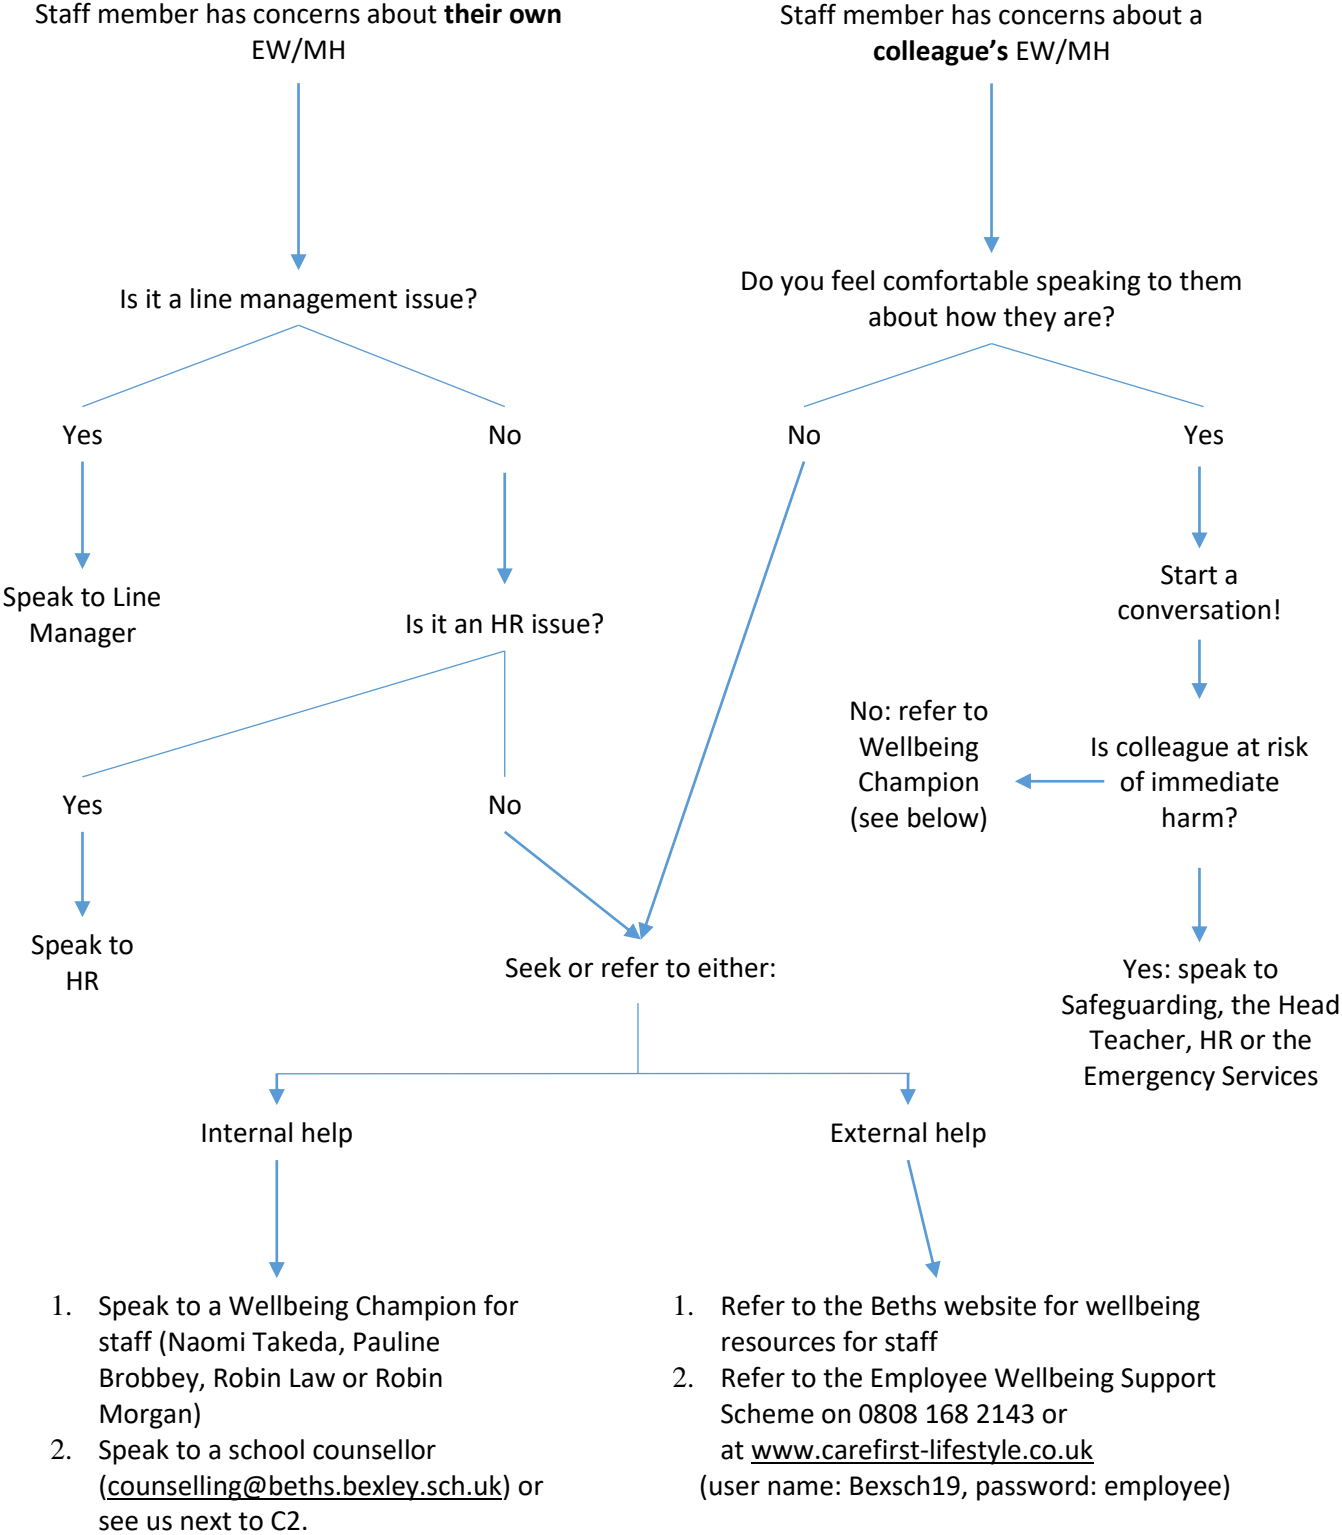 Staff member has concerns about their own
EW/MH
Staff member has concerns about a
colleague’s EW/MH
Is it a line management issue?
Do you feel comfortable speaking to them
about how they are?
Yes
No
No
Yes
Speak to Line
Manager
Is it an HR issue?
Start a
conversation!
No: refer to
Wellbeing
Champion
(see below)
Is colleague at risk
of immediate
harm?
Yes
No
Speak to
HR
Seek or refer to either:
Yes: speak to
Safeguarding, the Head
Teacher, HR or the
Emergency Services
Internal help
External help
1. Speak to a Wellbeing Champion for
staff (Naomi Takeda, Pauline
Brobbey, Robin Law or Robin
Morgan)
2. Speak to a school counsellor
(counselling@beths.bexley.sch.uk) or
see us next to C2.
1. Refer to the Beths website for wellbeing
resources for staff
2. Refer to the Employee Wellbeing Support
Scheme on 0808 168 2143 or
at www.carefirst-lifestyle.co.uk
(user name: Bexsch19, password: employee)